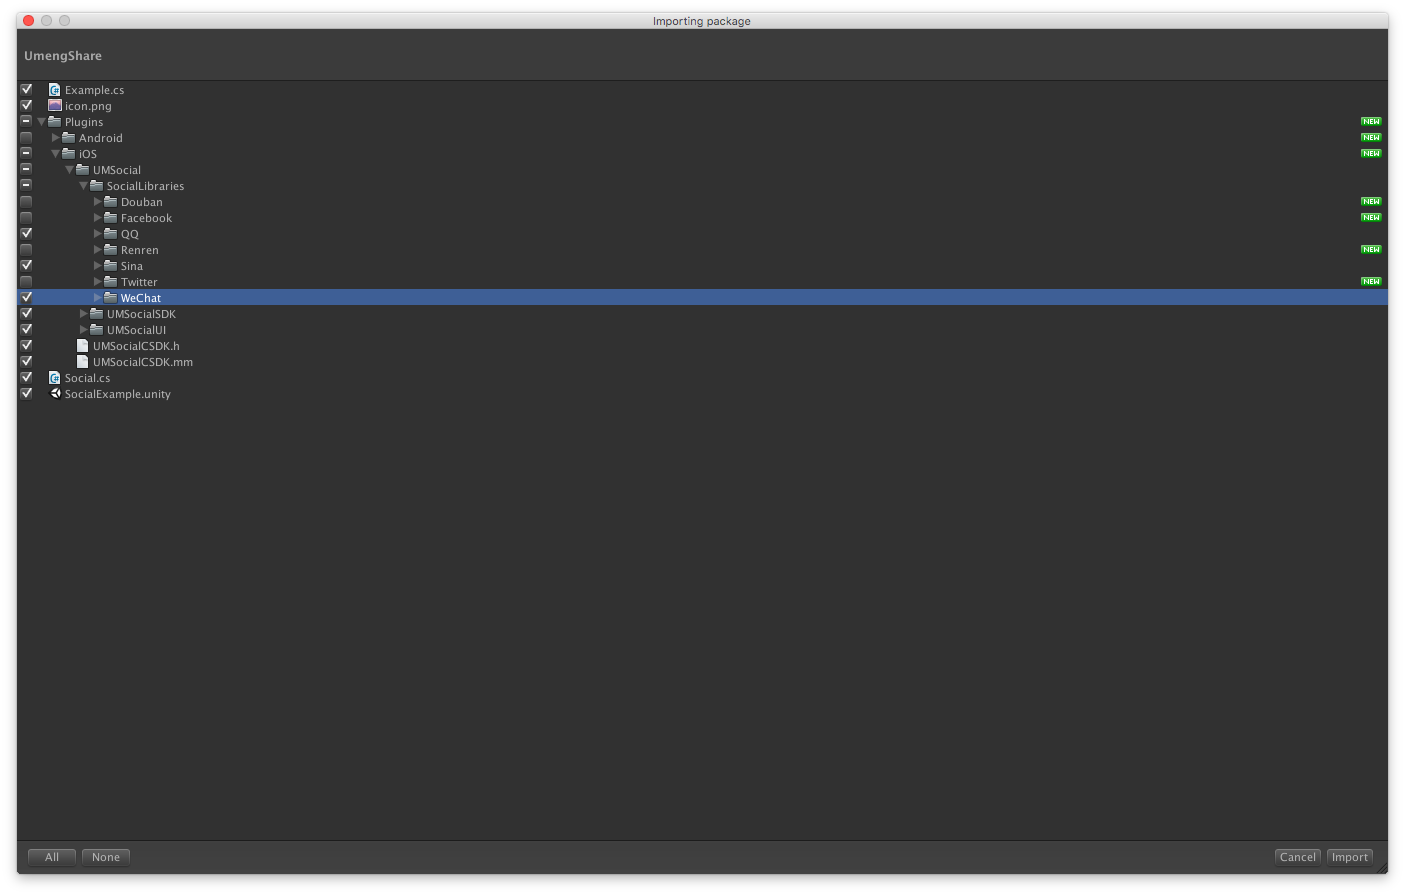 Importing package
UmengShare
Example.cs
icon.png
Plugins NEW
Android NEW
iOS NEW
UMSocial
SocialLibraries
Douban NEW
Facebook NEW
QQ
Renren NEW
Sina
Twitter NEW
WeChat
UMSocialSDK
UMSocialUI
UMSocialCSDK.h
UMSocialCSDK.mm
Social.cs
SocialExample.unity
All None Cancel Import